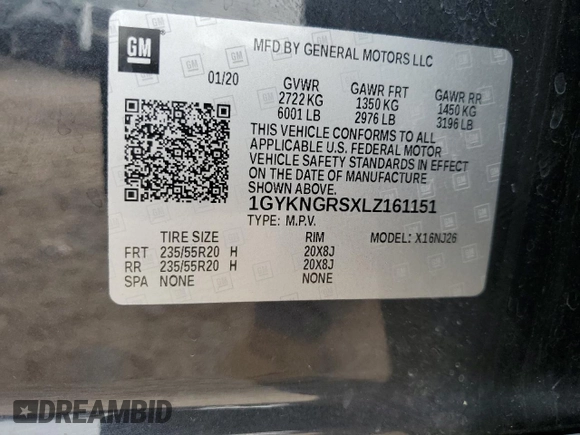 GM
MFD BY GENERAL MOTORS LLC
01/20
GVWR GAWR FRT GAWR RR
2722 KG 1350 KG 1450 KG
6001 LB 2976 LB 3196 LB
THIS VEHICLE CONFORMS TO ALL
APPLICABLE U.S. FEDERAL MOTOR
VEHICLE SAFETY STANDARDS IN EFFECT
ON THE DATE OF MANUFACTURE
SHOWN ABOVE.
1GYKNGRSXLZ161151
TYPE: M.P.V. MODEL: X16NJ26
TIRE SIZE RIM
FRT 235/55R20 H 20X8J
RR 235/55R20 H 20X8J
SPA NONE NONE
DREAMBID